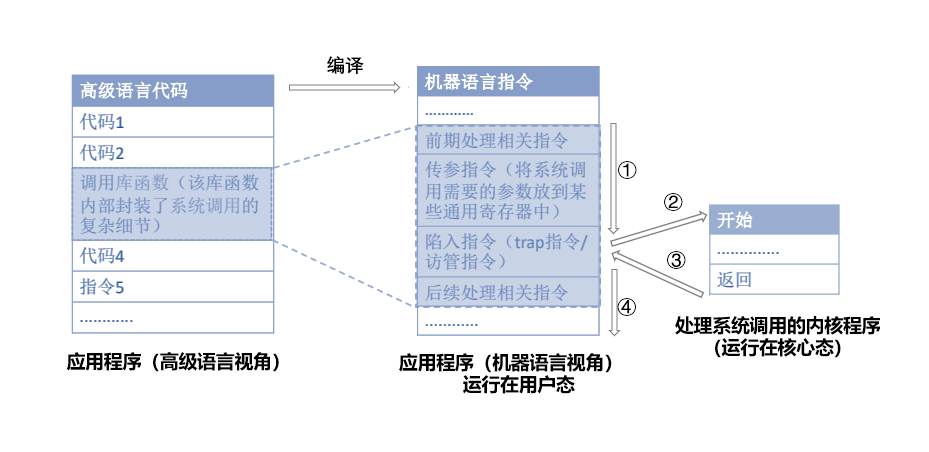 编译
高级语言代码
代码1
代码2
调用库函数（该库函数
内部封装了系统调用的
复杂细节）
代码4
指令5
............
应用程序（高级语言视角）
机器语言指令
............
前期处理相关指令
传参指令（将系统调
用需要的参数放到某
些通用寄存器中）
陷入指令（trap指令/
访管指令）
后续处理相关指令
............
应用程序（机器语言视角）
运行在用户态
①
②
③
④
开始
..............
返回
处理系统调用的内核程序
（运行在核心态）